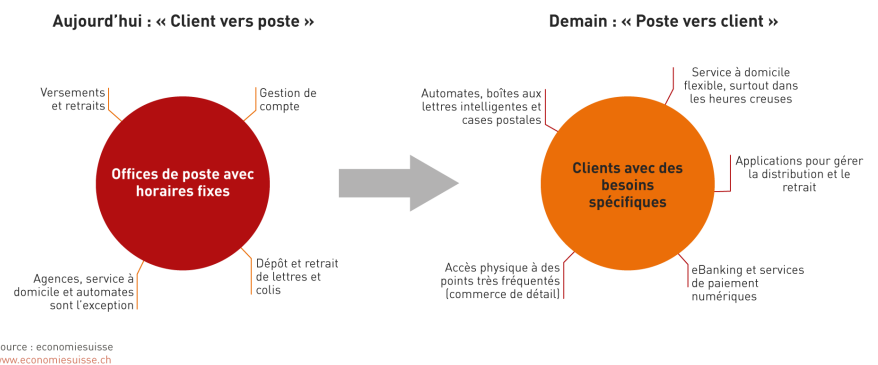 Aujourd'hui : « Client vers poste »
Versements
et retraits
Gestion de
compte
Offices de poste avec
horaires fixes
Agences, service à
domicile et automates
sont l'exception
Dépôt et retrait
de lettres et
colis
Demain : « Poste vers client »
Automates, boîtes aux
lettres intelligentes et
cases postales
Service à domicile
flexible, surtout dans
les heures creuses
Clients avec des
besoins
spécifiques
Applications pour gérer
la distribution et le
retrait
Accès physique à des
points très fréquentés
(commerce de détail)
eBanking et services
de paiement
numériques
ource : economiesuisse
www.economiesuisse.ch